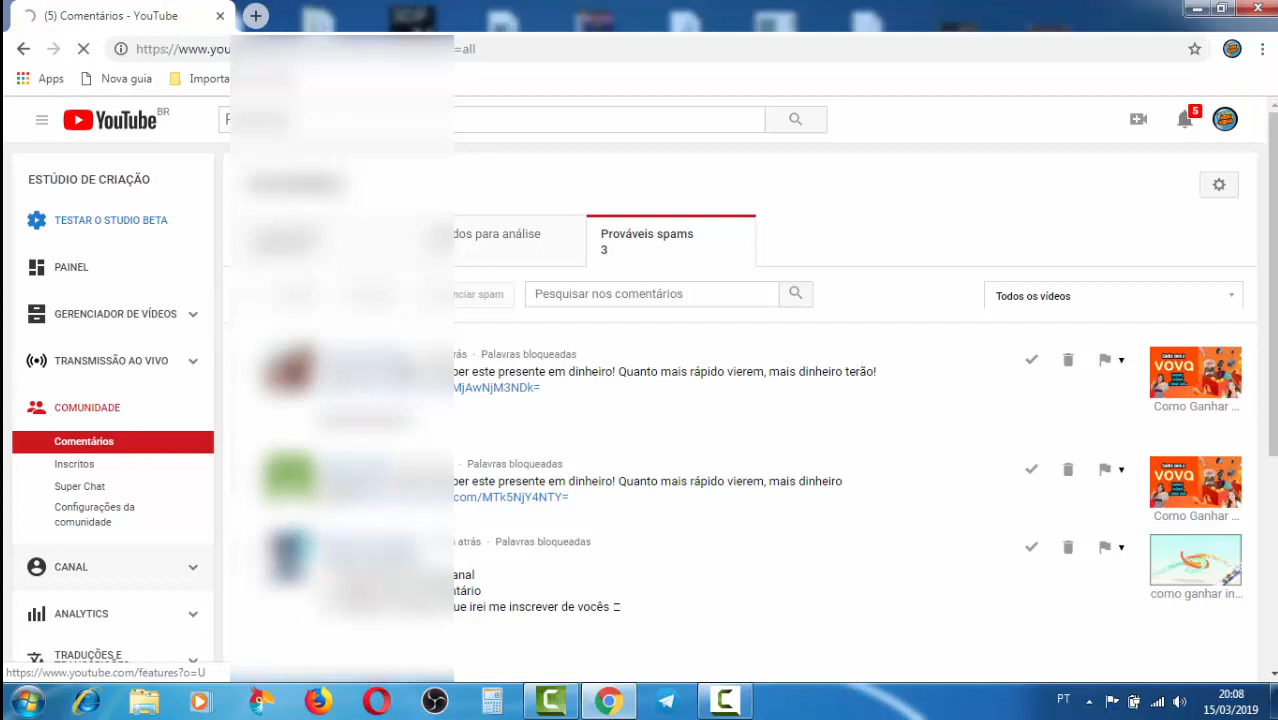 (5) Comentários - YouTube
https://www.you
=all
Apps
Nova guia
Importa
YouTube BR
ESTÚDIO DE CRIAÇÃO
TESTAR O STUDIO BETA
PAINEL
GERENCIADOR DE VÍDEOS
TRANSMISSÃO AO VIVO
COMUNIDADE
Comentários
Inscritos
Super Chat
Configurações da
comunidade
CANAL
ANALYTICS
TRADUÇÕES E
https://www.youtube.com/features?o=U
5
dos para análise
Prováveis spams
3
nciar spam
Pesquisar nos comentários
Todos os vídeos
rás · Palavras bloqueadas
ber este presente em dinheiro! Quanto mais rápido vierem, mais dinheiro terão!
MjAwNjM3NDk=
VOVA
Como Ganhar ...
· Palavras bloqueadas
ber este presente em dinheiro! Quanto mais rápido vierem, mais dinheiro
com/MTk5NjY4NTY=
VOVA
Como Ganhar ...
s atrás · Palavras bloqueadas
anal
ntário
ue irei me inscrever de vocês
como ganhar in...
PT
20:08
15/03/2019